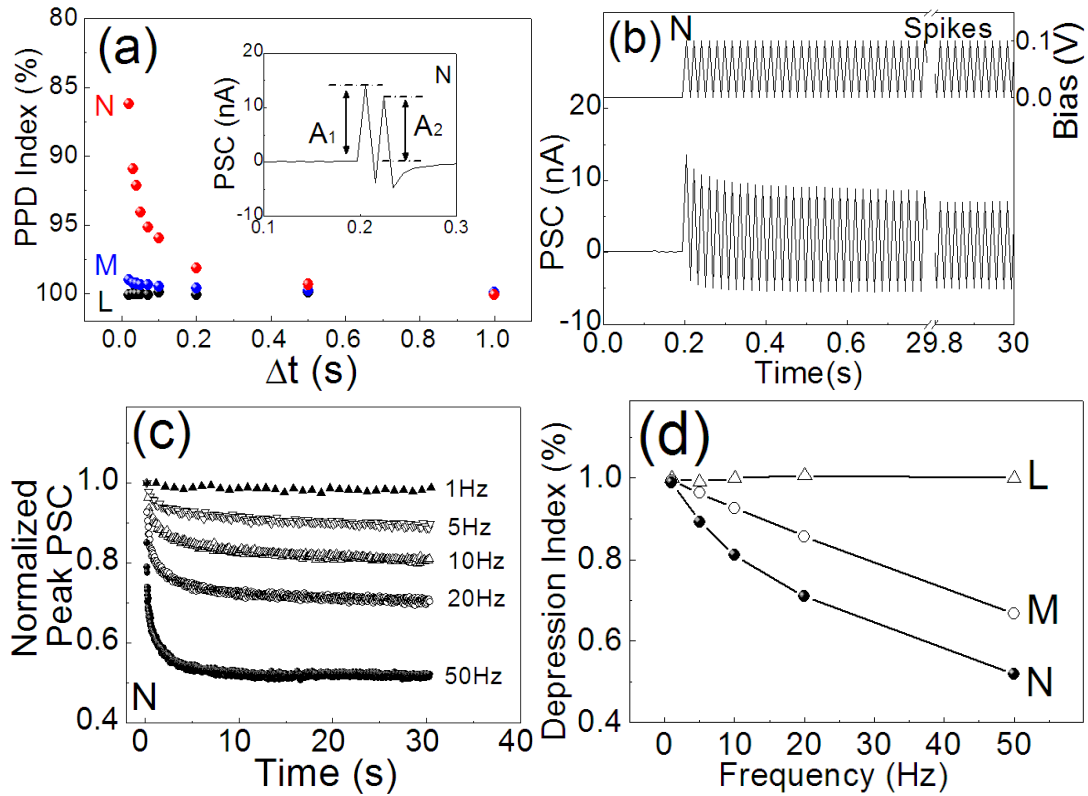 (a)
PPD Index (%)
80
85
90
95
100
N
M
L
0.0 0.2 0.4 0.6 0.8 1.0
Δt (s)
PSC (nA)
20
10
0
-10
0.1 0.2 0.3
N
A1
A2
(b)
N
Spikes
0.1
0.0
Bias (V)
PSC (nA)
20
10
0
-10
0.0 0.2 0.4 0.6 29.8 30
Time(s)
(c)
Normalized
Peak PSC
1.0
0.8
0.6
0.4
1Hz
5Hz
10Hz
20Hz
50Hz
N
0 10 20 30 40
Time (s)
(d)
Depression Index (%)
1.0
0.8
0.6
0.4
L
M
N
0 10 20 30 40 50
Frequency (Hz)